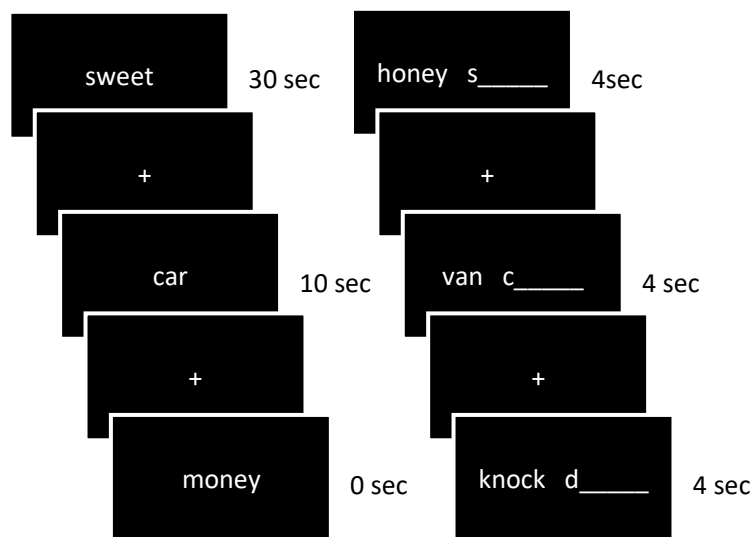 sweet 30 sec
+
car 10 sec
+
money 0 sec
honey s_____ 4sec
+
van c_____ 4 sec
+
knock d_____ 4 sec